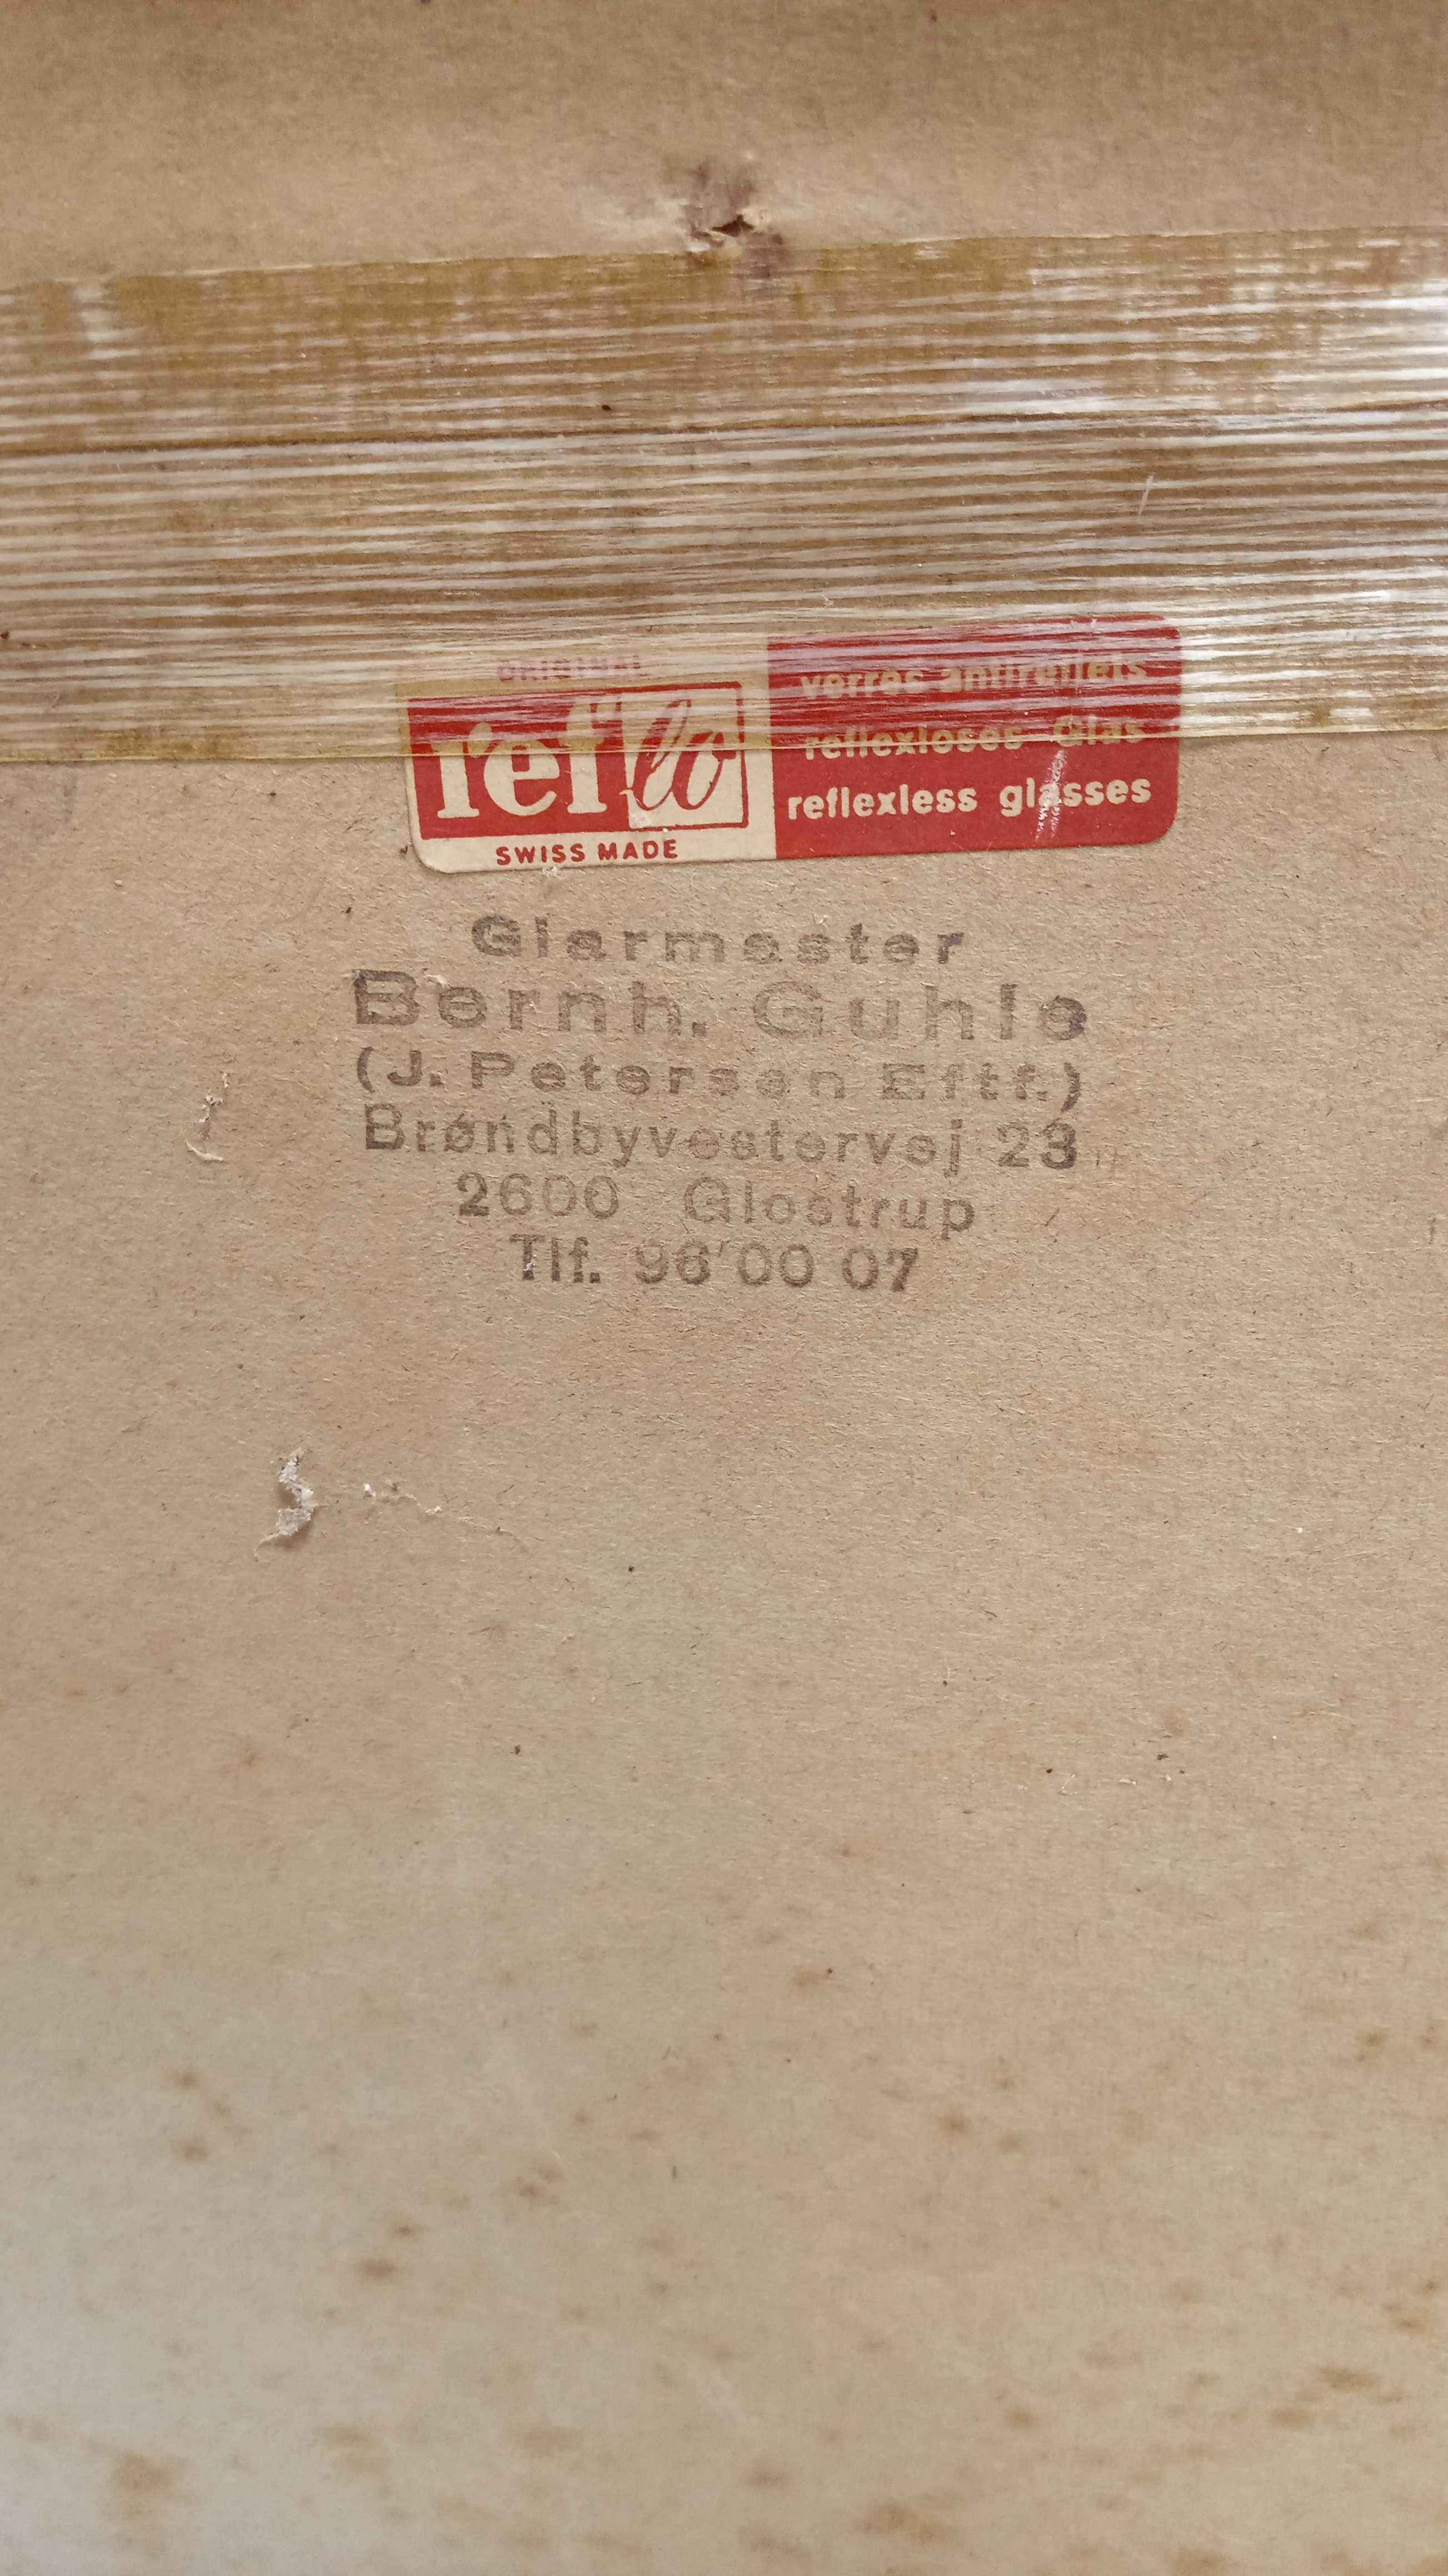 ORIGINAL
reflo
SWISS MADE
verres antireflets
reflexloses Glas
reflexless glasses
Glarmester
Bernh. Guhle
(J. Petersen Eftf.)
Brøndbyvestervej 23
2600 Glostrup
Tlf. 96'00 07